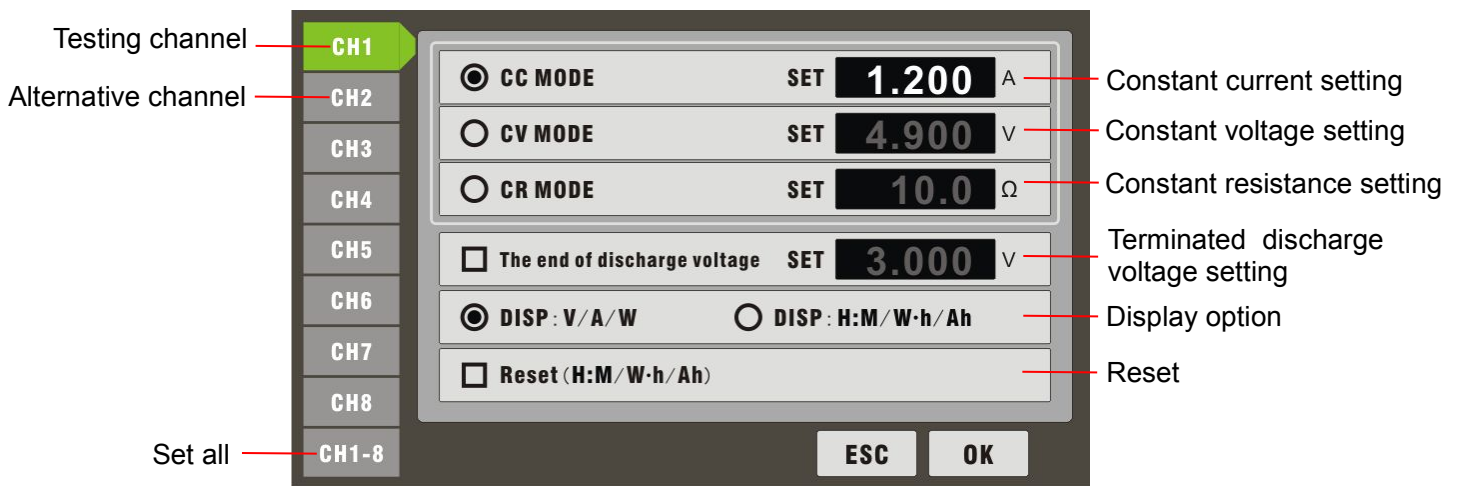 Testing channel
Alternative channel
Set all
CH1
CH2
CH3
CH4
CH5
CH6
CH7
CH8
CH1-8
CC MODE SET 1.200 A
CV MODE SET 4.900 V
CR MODE SET 10.0 Ω
The end of discharge voltage SET 3.000 V
DISP: V/A/W DISP: H:M/W·h/Ah
Reset (H:M/W·h/Ah)
ESC OK
Constant current setting
Constant voltage setting
Constant resistance setting
Terminated discharge
voltage setting
Display option
Reset